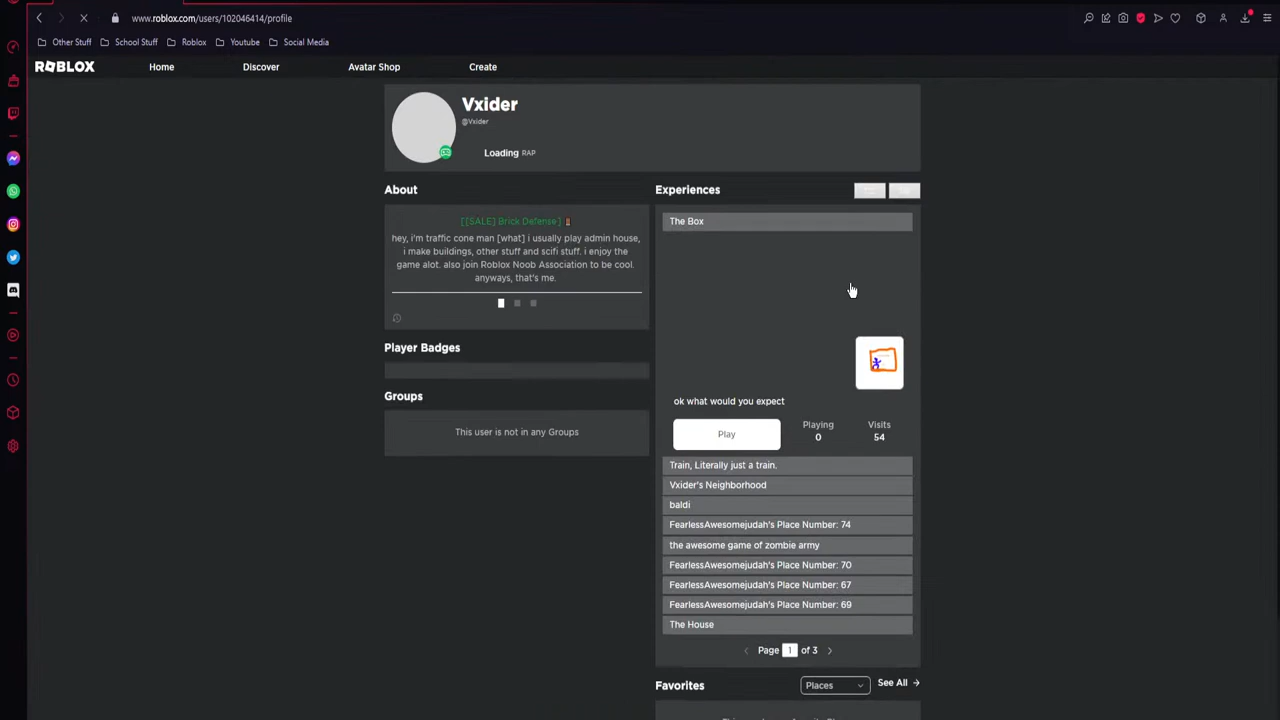 www.roblox.com/users/102046414/profile
Other Stuff School Stuff Roblox Youtube Social Media
ROBLOX Home Discover Avatar Shop Create
Vxider
@Vxider
Loading RAP
About
[[SALE] Brick Defense]
hey, i'm traffic cone man [what] i usually play admin house,
i make buildings, other stuff and scifi stuff. i enjoy the
game alot. also join Roblox Noob Association to be cool.
anyways, that's me.
Player Badges
Groups
This user is not in any Groups
Experiences
The Box
ok what would you expect
Play
Playing
0
Visits
54
Train, Literally just a train.
Vxider's Neighborhood
baldi
FearlessAwesomejudah's Place Number: 74
the awesome game of zombie army
FearlessAwesomejudah's Place Number: 70
FearlessAwesomejudah's Place Number: 67
FearlessAwesomejudah's Place Number: 69
The House
Page 1 of 3
Favorites Places See All